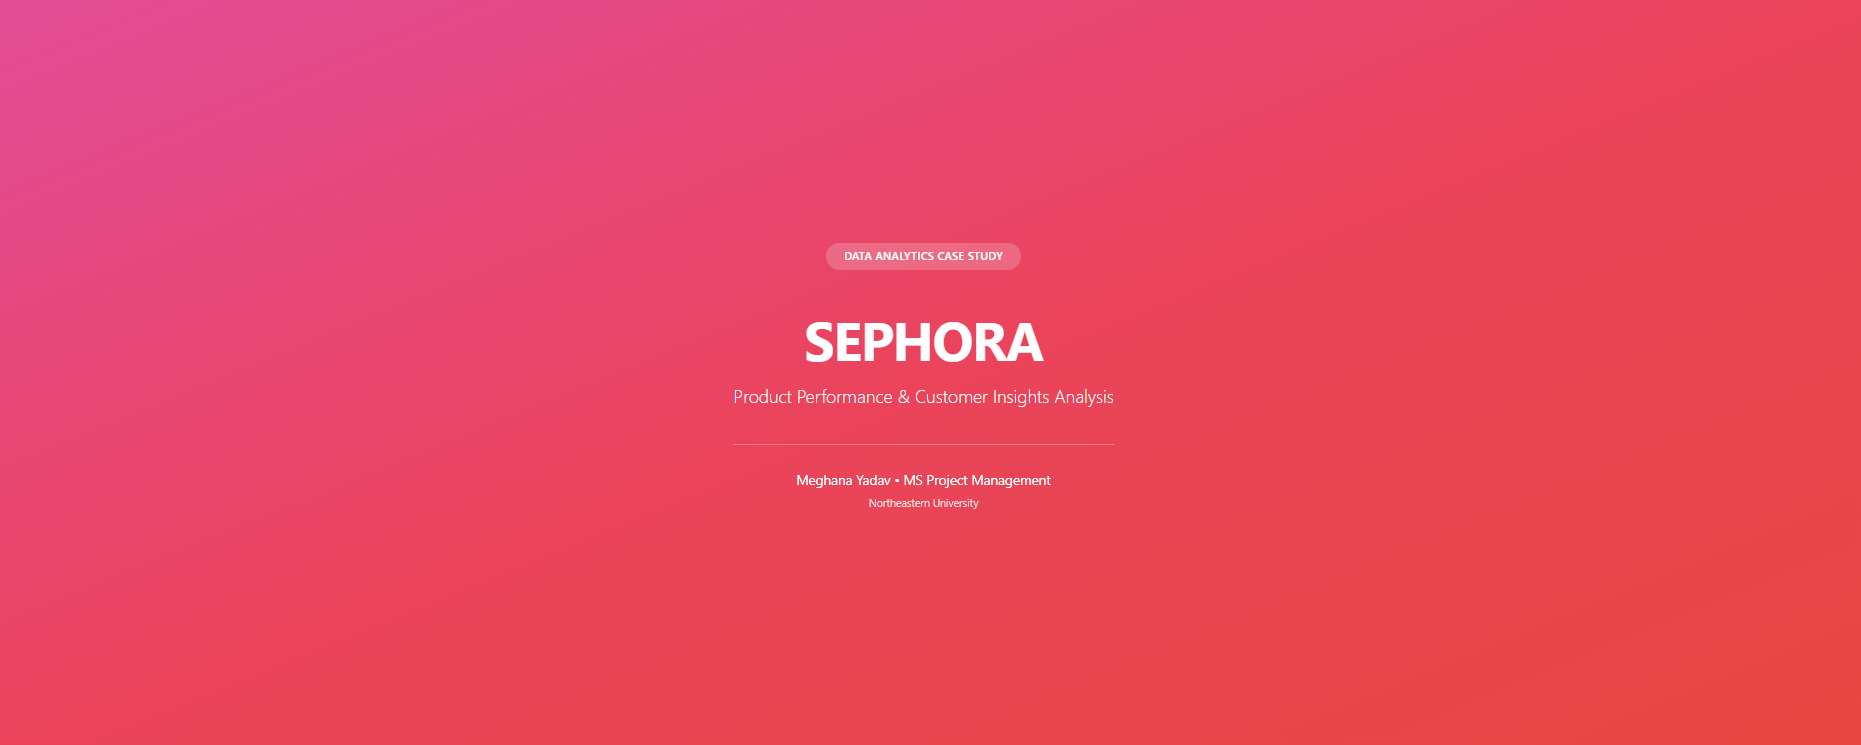 DATA ANALYTICS CASE STUDY
SEPHORA
Product Performance & Customer Insights Analysis
Meghana Yadav • MS Project Management
Northeastern University